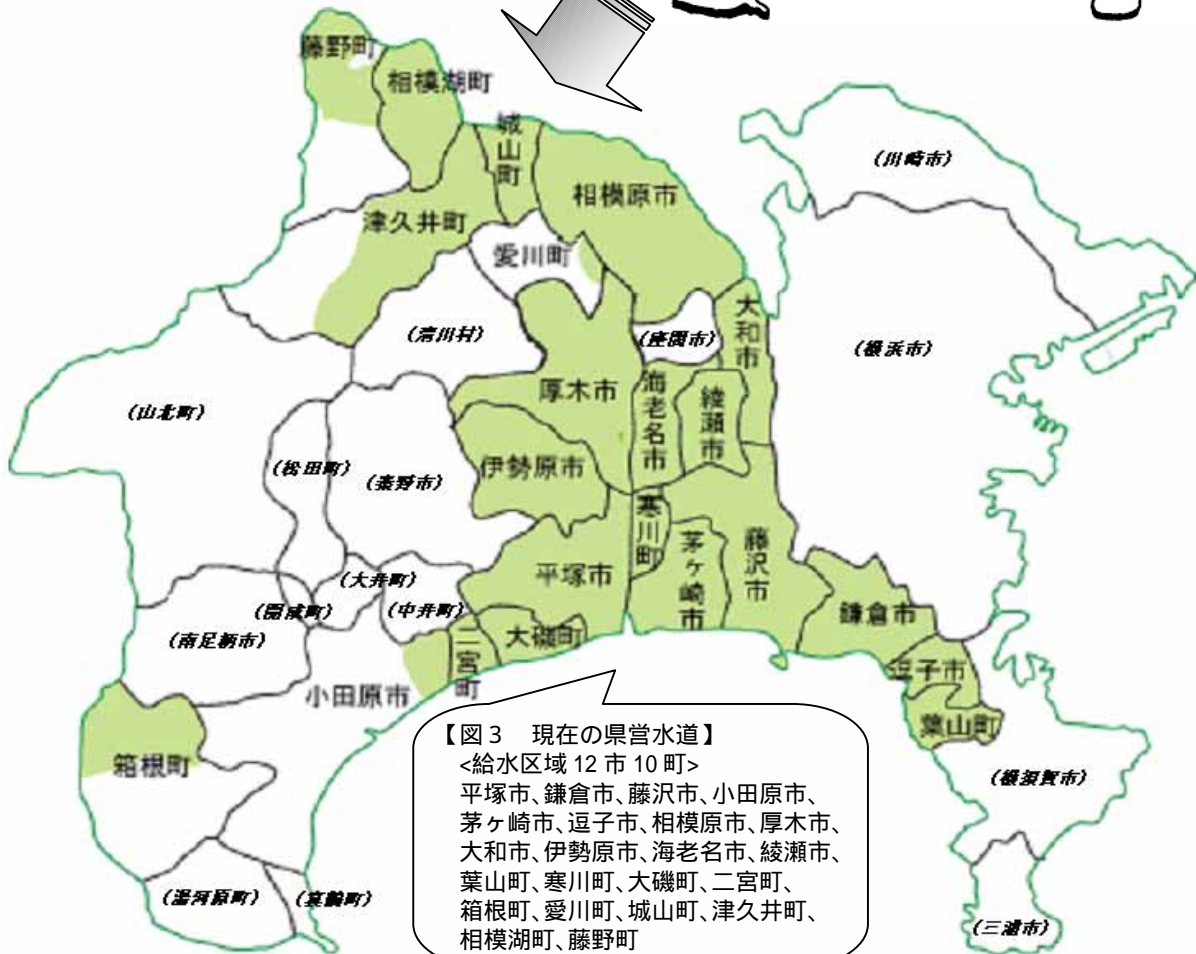 藤野町
相模湖町
城山町
相模原市
(川崎市)
津久井町
愛川町
大和市
(清川村)
(座間市)
(横浜市)
厚木市
海老名市
綾瀬市
(山北町)
(松田町)
(秦野市)
伊勢原市
寒川町
茅ヶ崎市
藤沢市
平塚市
(大井町)
(開成町)
(中井町)
(南足柄市)
二宮町
大磯町
鎌倉市
小田原市
逗子市
葉山町
箱根町
(横須賀市)
(湯河原町)
(真鶴町)
(三浦市)
【図3 現在の県営水道】
<給水区域12市10町>
平塚市、鎌倉市、藤沢市、小田原市、
茅ヶ崎市、逗子市、相模原市、厚木市、
大和市、伊勢原市、海老名市、綾瀬市、
葉山町、寒川町、大磯町、二宮町、
箱根町、愛川町、城山町、津久井町、
相模湖町、藤野町